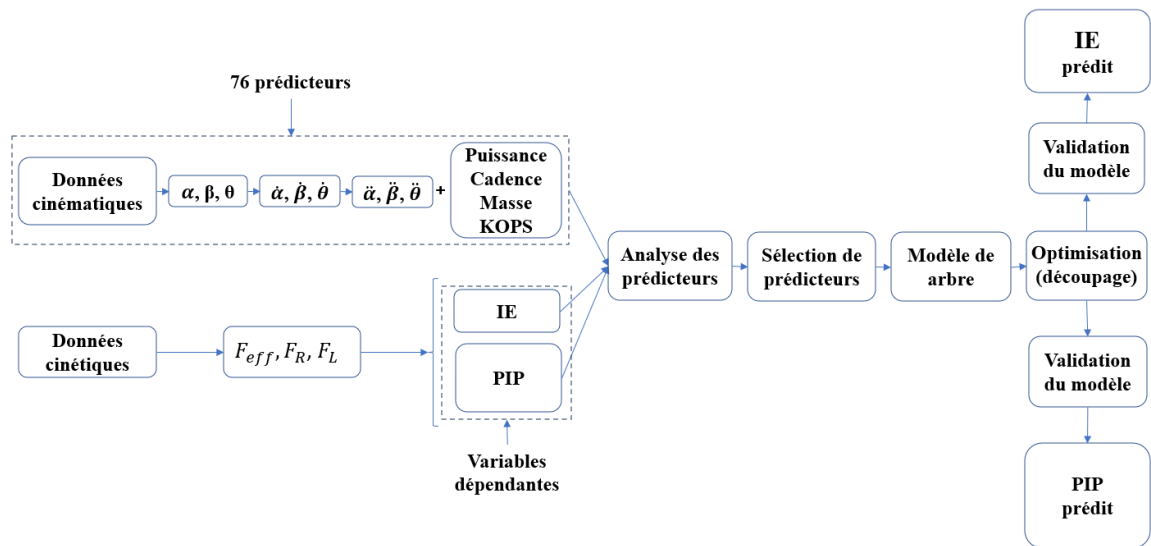 76 prédicteurs
Données
cinématiques
α, β, θ
α̇, β̇, θ̇
α̈, β̈, θ̈
+
Puissance
Cadence
Masse
KOPS
Données
cinétiques
F_eff, F_R, F_L
IE
PIP
Variables
dépendantes
Analyse des
prédicteurs
Sélection de
prédicteurs
Modèle de
arbre
Optimisation
(découpage)
Validation
du modèle
IE
prédit
Validation
du modèle
PIP
prédit